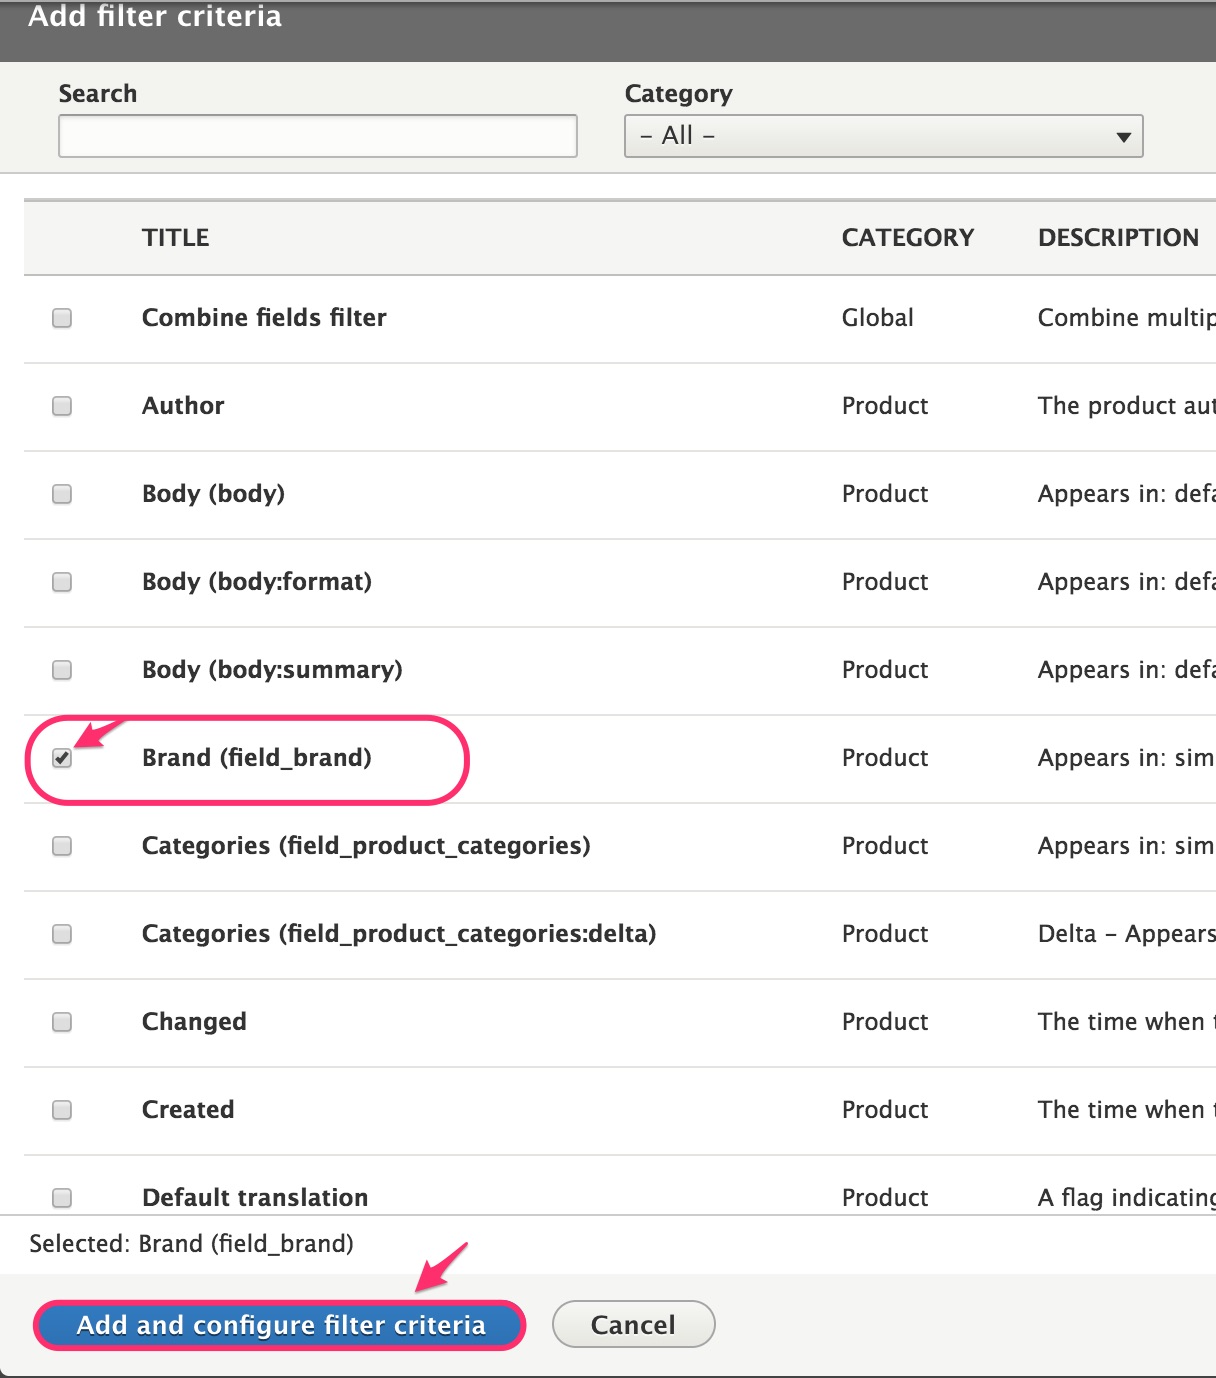 Add filter criteria
Search Category
– All –
TITLE CATEGORY DESCRIPTION
Combine fields filter Global Combine multip
Author Product The product aut
Body (body) Product Appears in: defa
Body (body:format) Product Appears in: defa
Body (body:summary) Product Appears in: defa
Brand (field_brand) Product Appears in: sim
Categories (field_product_categories) Product Appears in: sim
Categories (field_product_categories:delta) Product Delta – Appears
Changed Product The time when t
Created Product The time when t
Default translation Product A flag indicating
Selected: Brand (field_brand)
Add and configure filter criteria Cancel